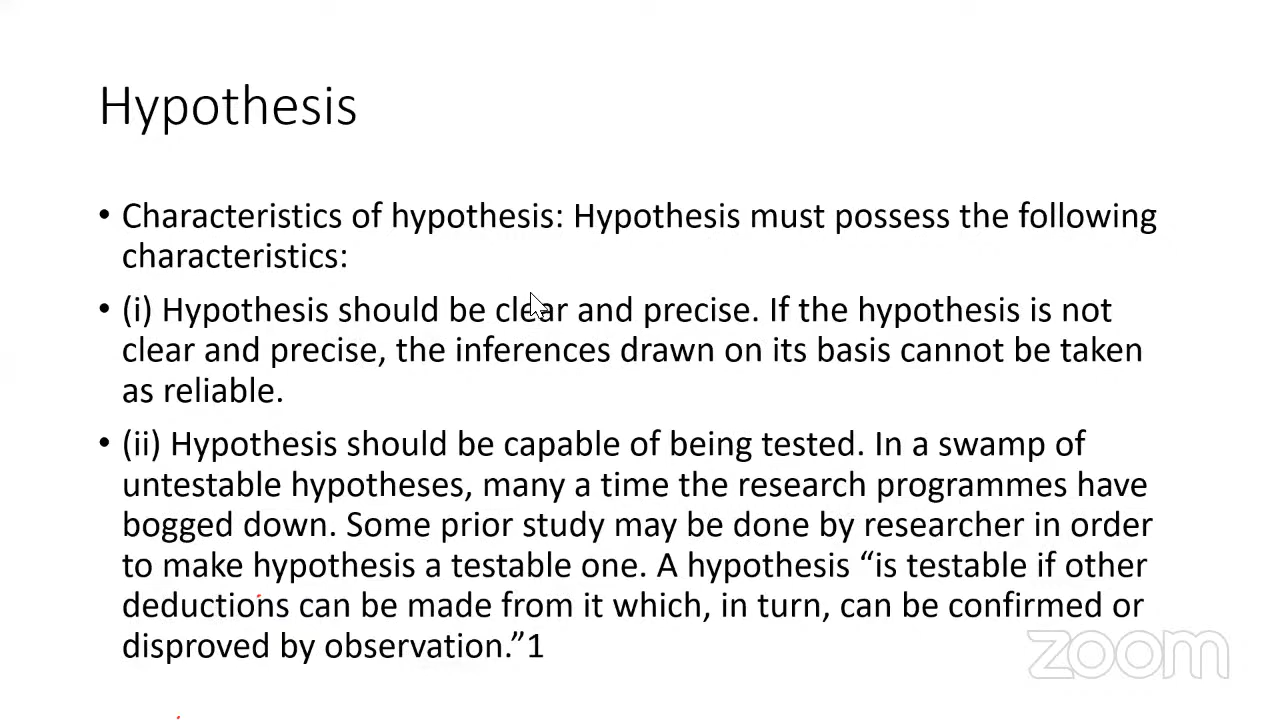 Hypothesis
• Characteristics of hypothesis: Hypothesis must possess the following
characteristics:
• (i) Hypothesis should be clear and precise. If the hypothesis is not
clear and precise, the inferences drawn on its basis cannot be taken
as reliable.
• (ii) Hypothesis should be capable of being tested. In a swamp of
untestable hypotheses, many a time the research programmes have
bogged down. Some prior study may be done by researcher in order
to make hypothesis a testable one. A hypothesis “is testable if other
deductions can be made from it which, in turn, can be confirmed or
disproved by observation.”1
zoom